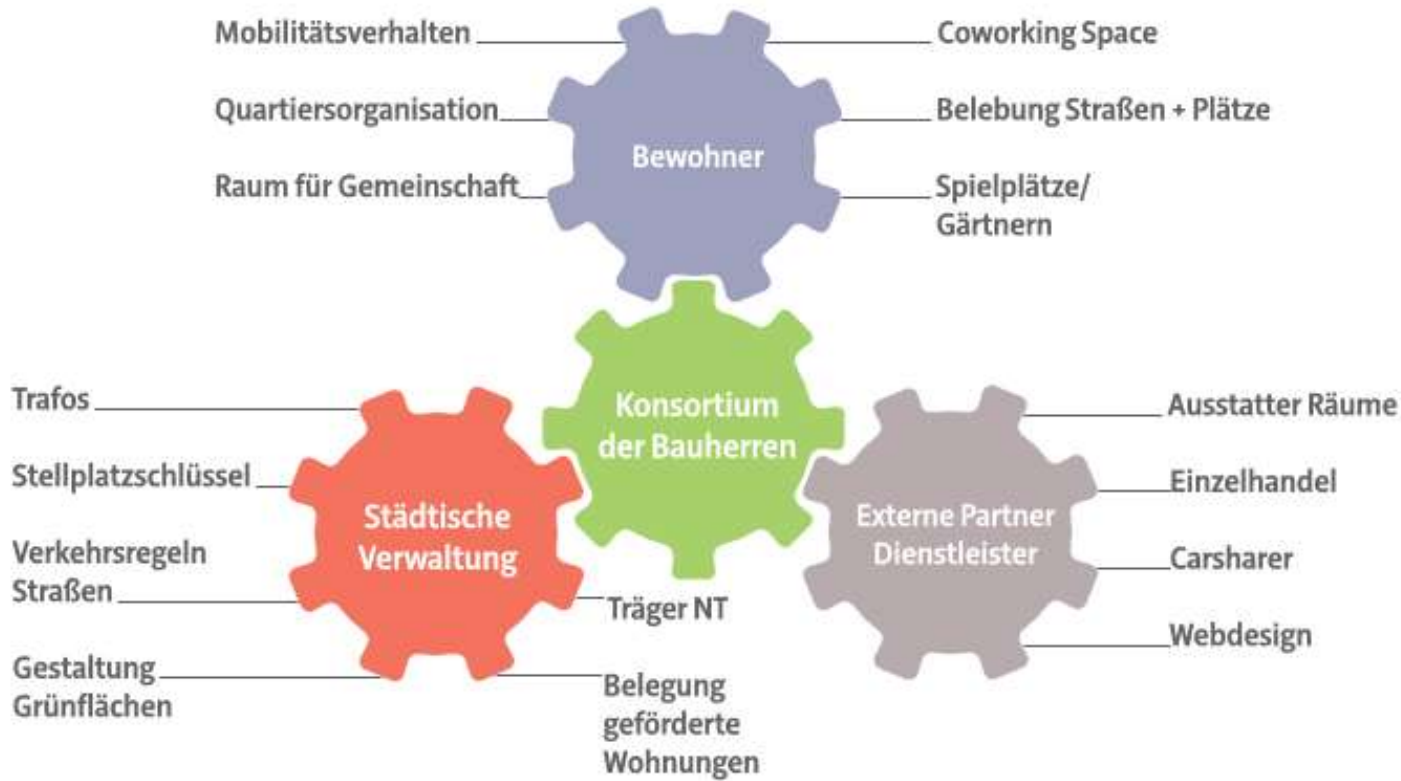 Mobilitätsverhalten
Coworking Space
Quartiersorganisation
Belebung Straßen + Plätze
Bewohner
Raum für Gemeinschaft
Spielplätze/
Gärtnern
Konsortium
der Bauherren
Trafos
Stellplatzschlüssel
Verkehrsregeln
Straßen
Gestaltung
Grünflächen
Städtische
Verwaltung
Träger NT
Belegung
geförderte
Wohnungen
Externe Partner
Dienstleister
Ausstatter Räume
Einzelhandel
Carsharer
Webdesign